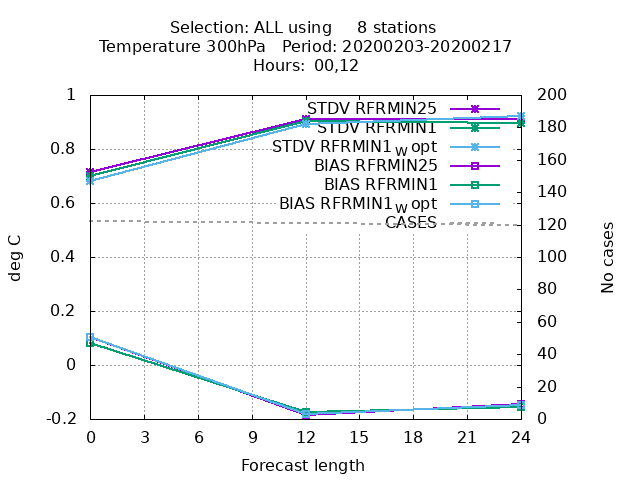 Selection: ALL using 8 stations
Temperature 300hPa Period: 20200203-20200217
Hours: 00,12
1
0.8
0.6
0.4
0.2
0
-0.2
200
180
160
140
120
100
80
60
40
20
0
STDV RFRMIN25
STDV RFRMIN1
STDV RFRMIN1w opt
BIAS RFRMIN25
BIAS RFRMIN1
BIAS RFRMIN1w opt
CASES
deg C
No cases
0 3 6 9 12 15 18 21 24
Forecast length